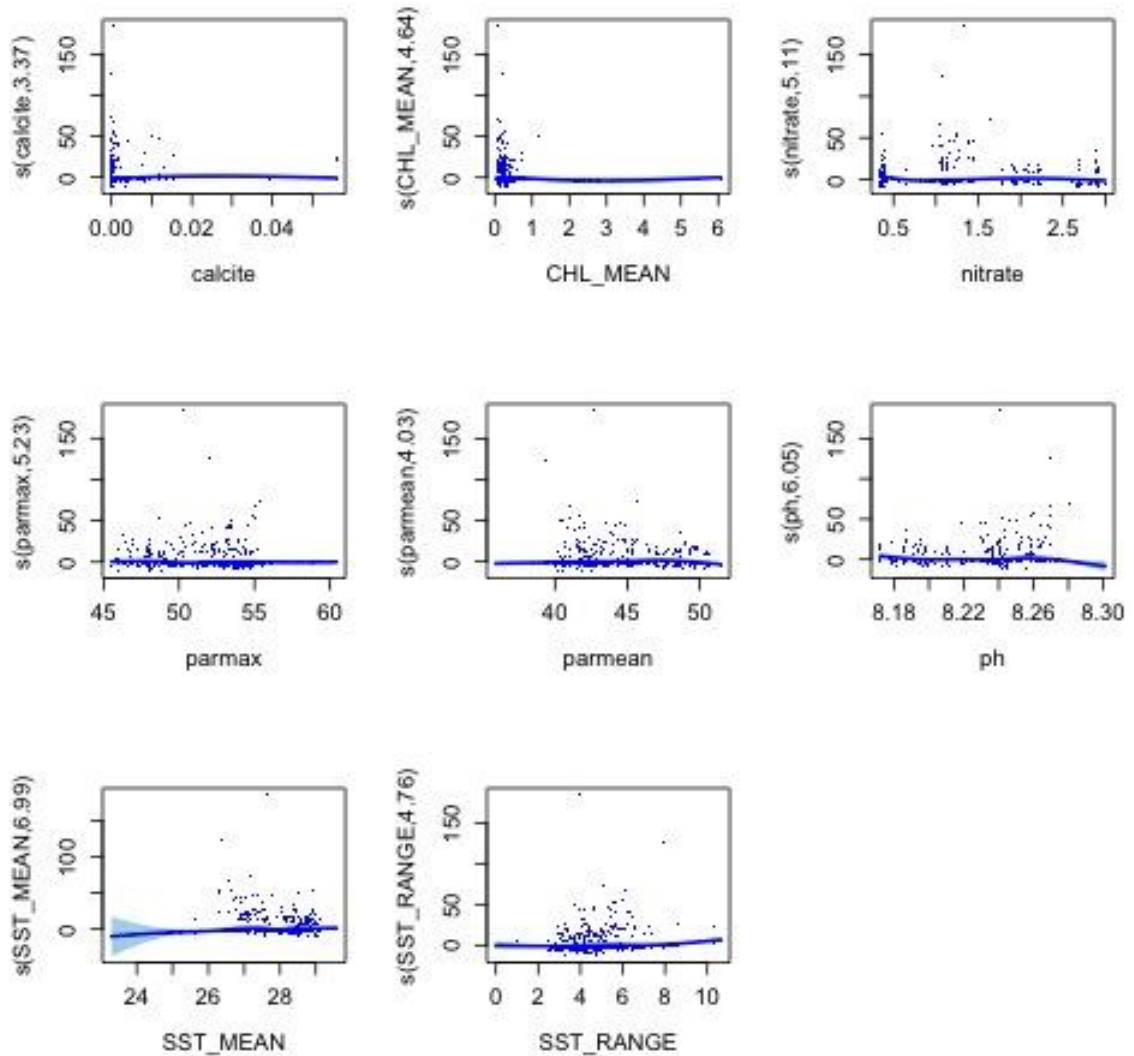 s(calcite,3.37)
0 50 150
0.00 0.02 0.04
calcite
s(CHL_MEAN,4.64)
0 50 150
0 1 2 3 4 5 6
CHL_MEAN
s(nitrate,5.11)
0 50 150
0.5 1.5 2.5
nitrate
s(parmax,5.23)
0 50 150
45 50 55 60
parmax
s(parmean,4.03)
0 50 150
40 45 50
parmean
s(ph,6.05)
0 50 150
8.18 8.22 8.26 8.30
ph
s(SST_MEAN,6.99)
0 100
24 26 28
SST_MEAN
s(SST_RANGE,4.76)
0 50 150
0 2 4 6 8 10
SST_RANGE